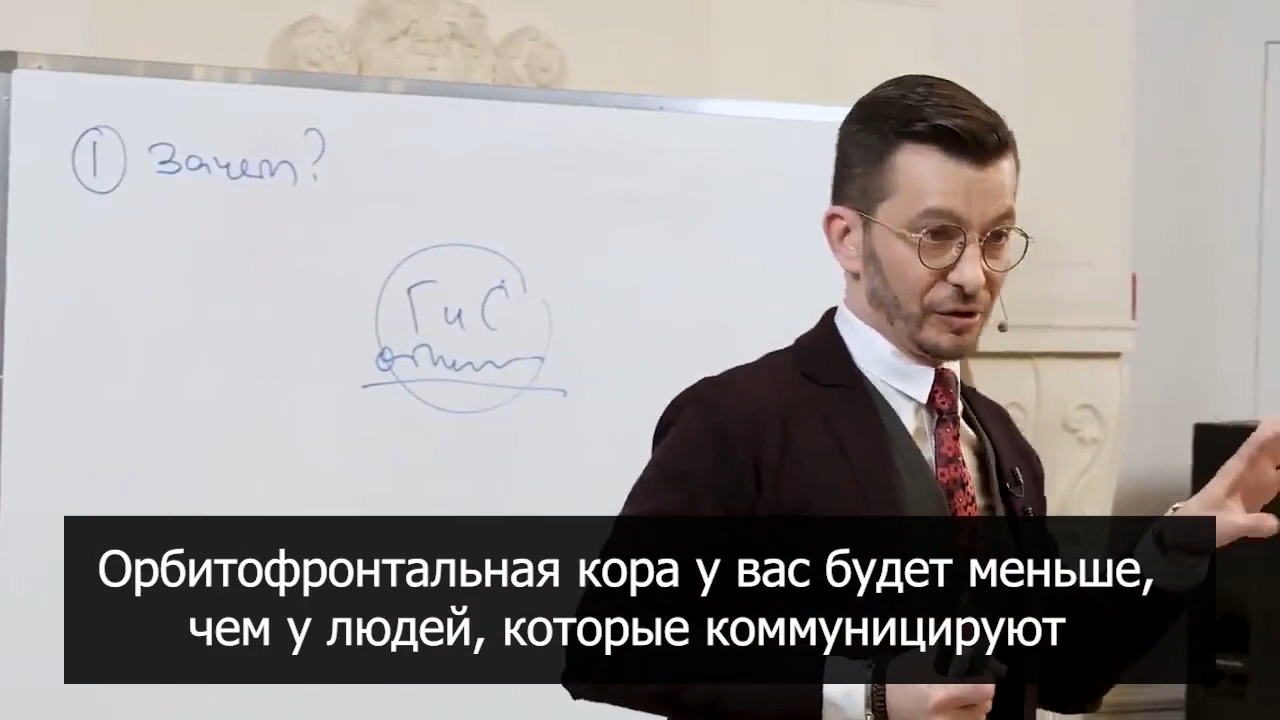 ① Зачем?
Г и С
Орбитофронтальная кора у вас будет меньше,
чем у людей, которые коммуницируют